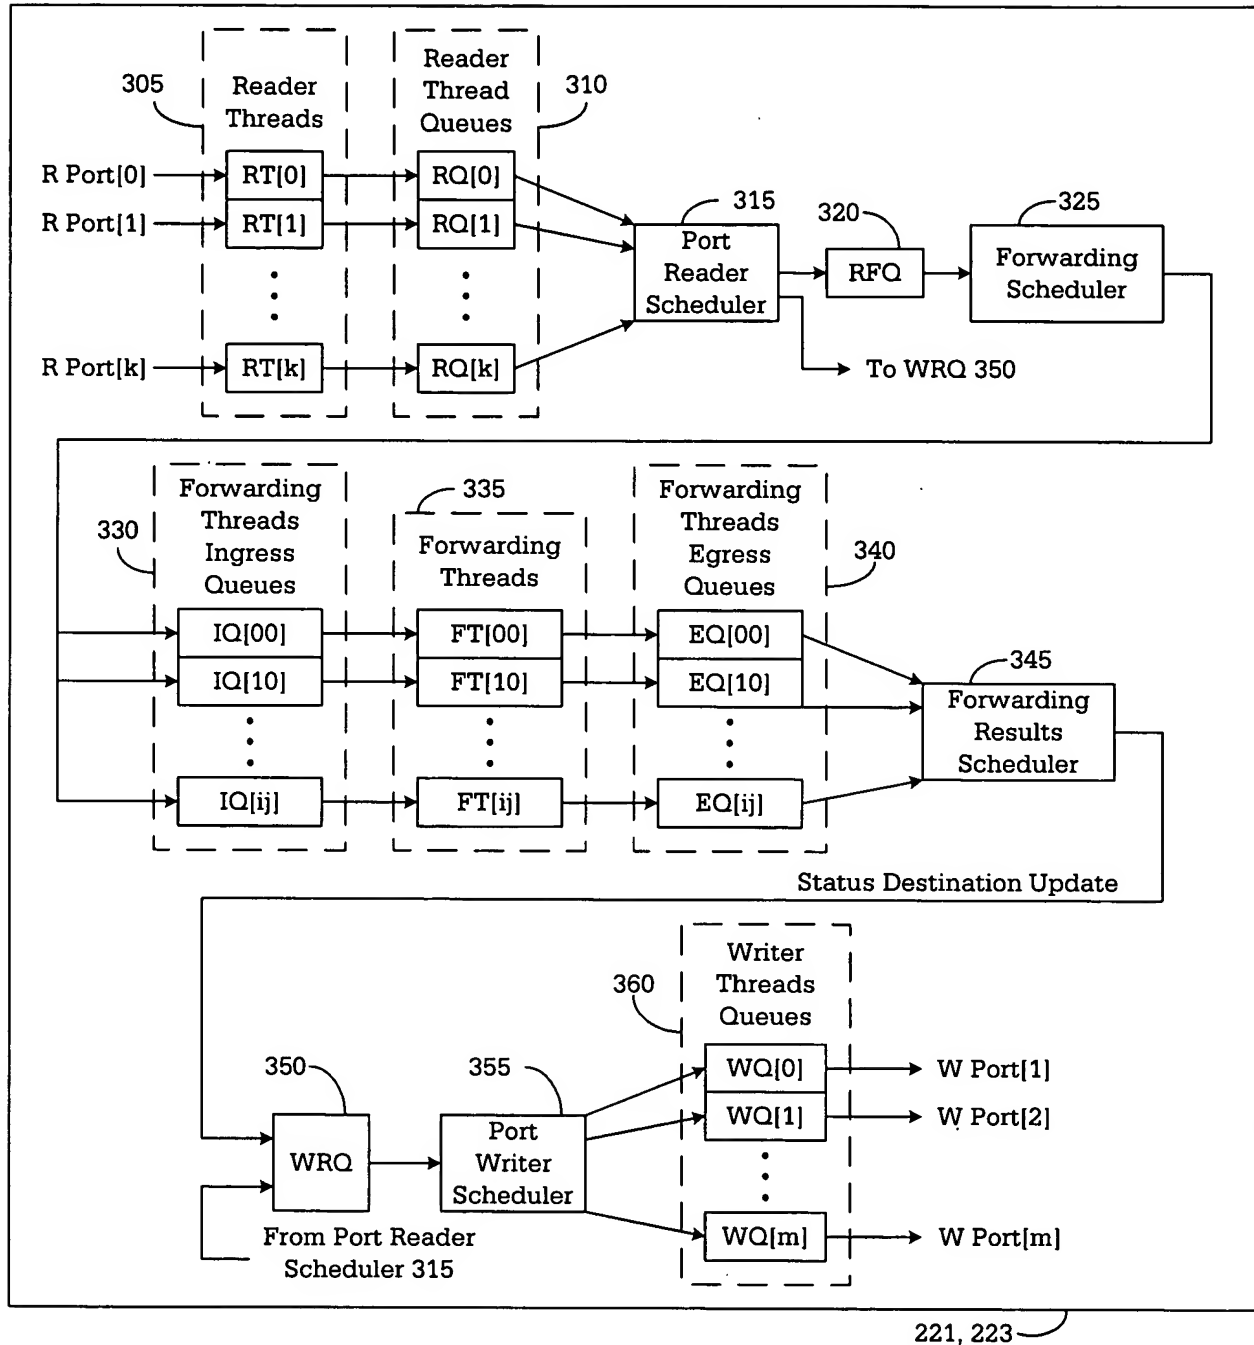 305
Reader
Threads
Reader
Thread
Queues
310
R Port[0]
RT[0]
RQ[0]
R Port[1]
RT[1]
RQ[1]
R Port[k]
RT[k]
RQ[k]
315
Port
Reader
Scheduler
320
RFQ
325
Forwarding
Scheduler
To WRQ 350
330
Forwarding
Threads
Ingress
Queues
335
Forwarding
Threads
Forwarding
Threads
Egress
Queues
340
IQ[00]
FT[00]
EQ[00]
IQ[10]
FT[10]
EQ[10]
IQ[ij]
FT[ij]
EQ[ij]
345
Forwarding
Results
Scheduler
Status Destination Update
350
WRQ
From Port Reader
Scheduler 315
355
Port
Writer
Scheduler
360
Writer
Threads
Queues
WQ[0]
W Port[1]
WQ[1]
W Port[2]
WQ[m]
W Port[m]
221, 223